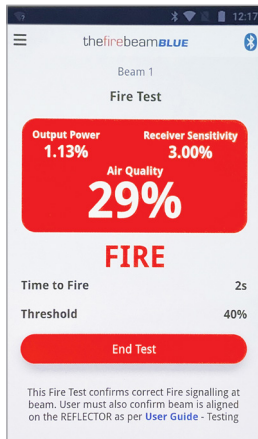 12:17
thefirebeamBLUE
Beam 1
Fire Test
Output Power Receiver Sensitivity
1.13% 3.00%
Air Quality
29%
FIRE
Time to Fire 2s
Threshold 40%
End Test
This Fire Test confirms correct Fire signalling at
beam. User must also confirm beam is aligned
on the REFLECTOR as per User Guide - Testing